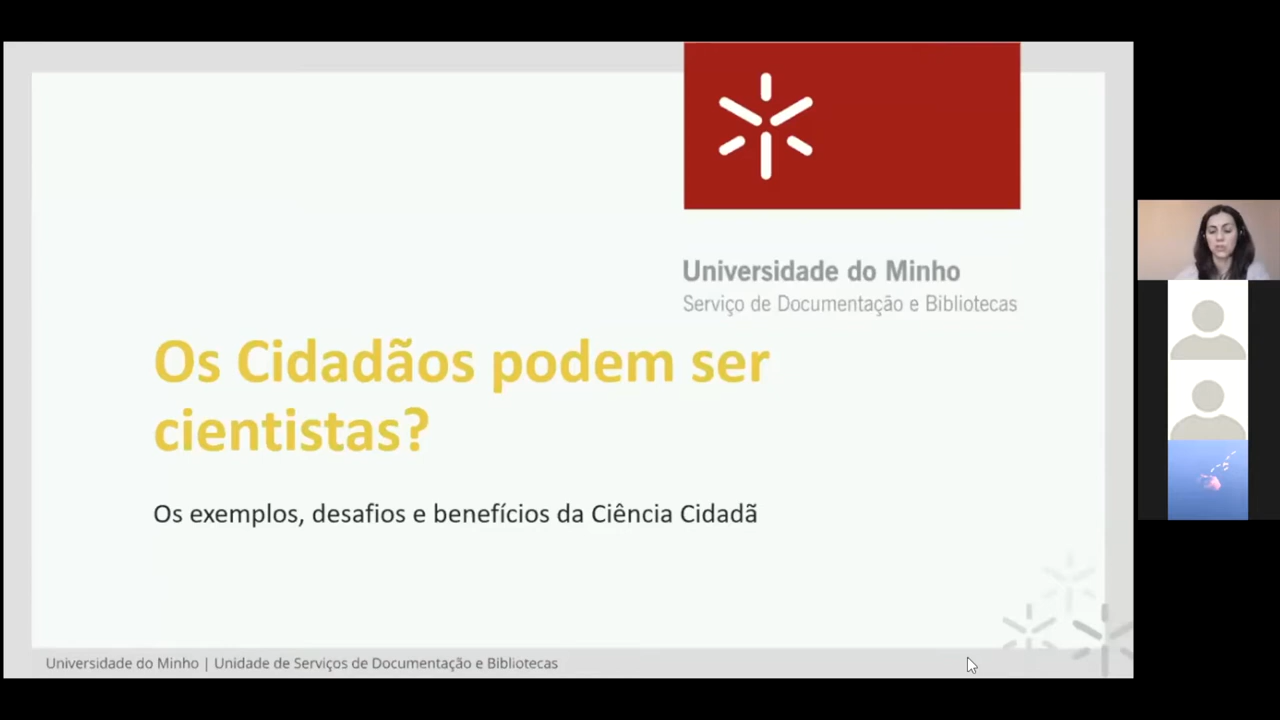 Universidade do Minho
Serviço de Documentação e Bibliotecas
Os Cidadãos podem ser
cientistas?
Os exemplos, desafios e benefícios da Ciência Cidadã
Universidade do Minho | Unidade de Serviços de Documentação e Bibliotecas